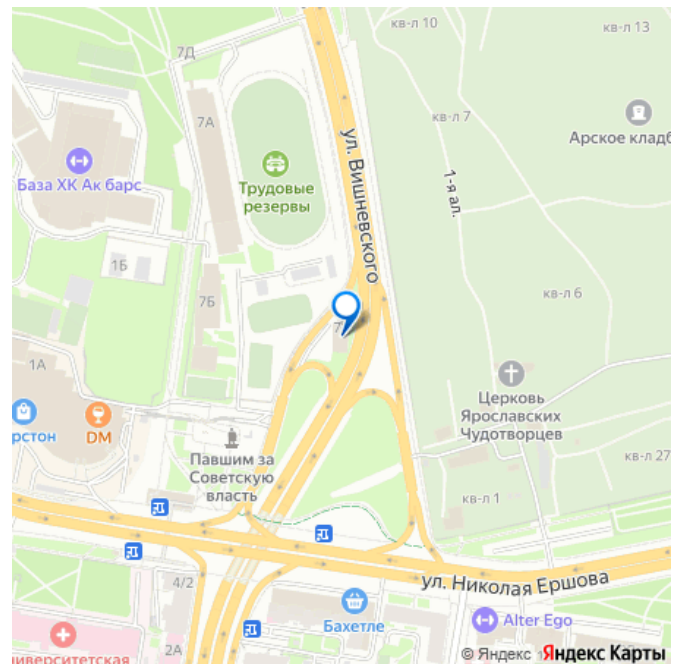 кв-л 10
кв-л 13
7Д
кв-л 7
7А
ул. Вишневского
Арское кладб
База ХК Ак барс
Трудовые
резервы
1-я ал.
1Б
кв-л 6
7Б
1А
Церковь
Ярославских
Чудотворцев
рстон
DM
Павшим за
Советскую
власть
кв-л 27
кв-л 1
4/2
ул. Николая Ершова
2А
Бахетле
Alter Ego
ниверситетская
© Яндекс
Яндекс Карты